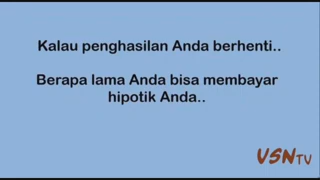 Kalau penghasilan Anda berhenti..
Berapa lama Anda bisa membayar
hipotik Anda..
VSNTV